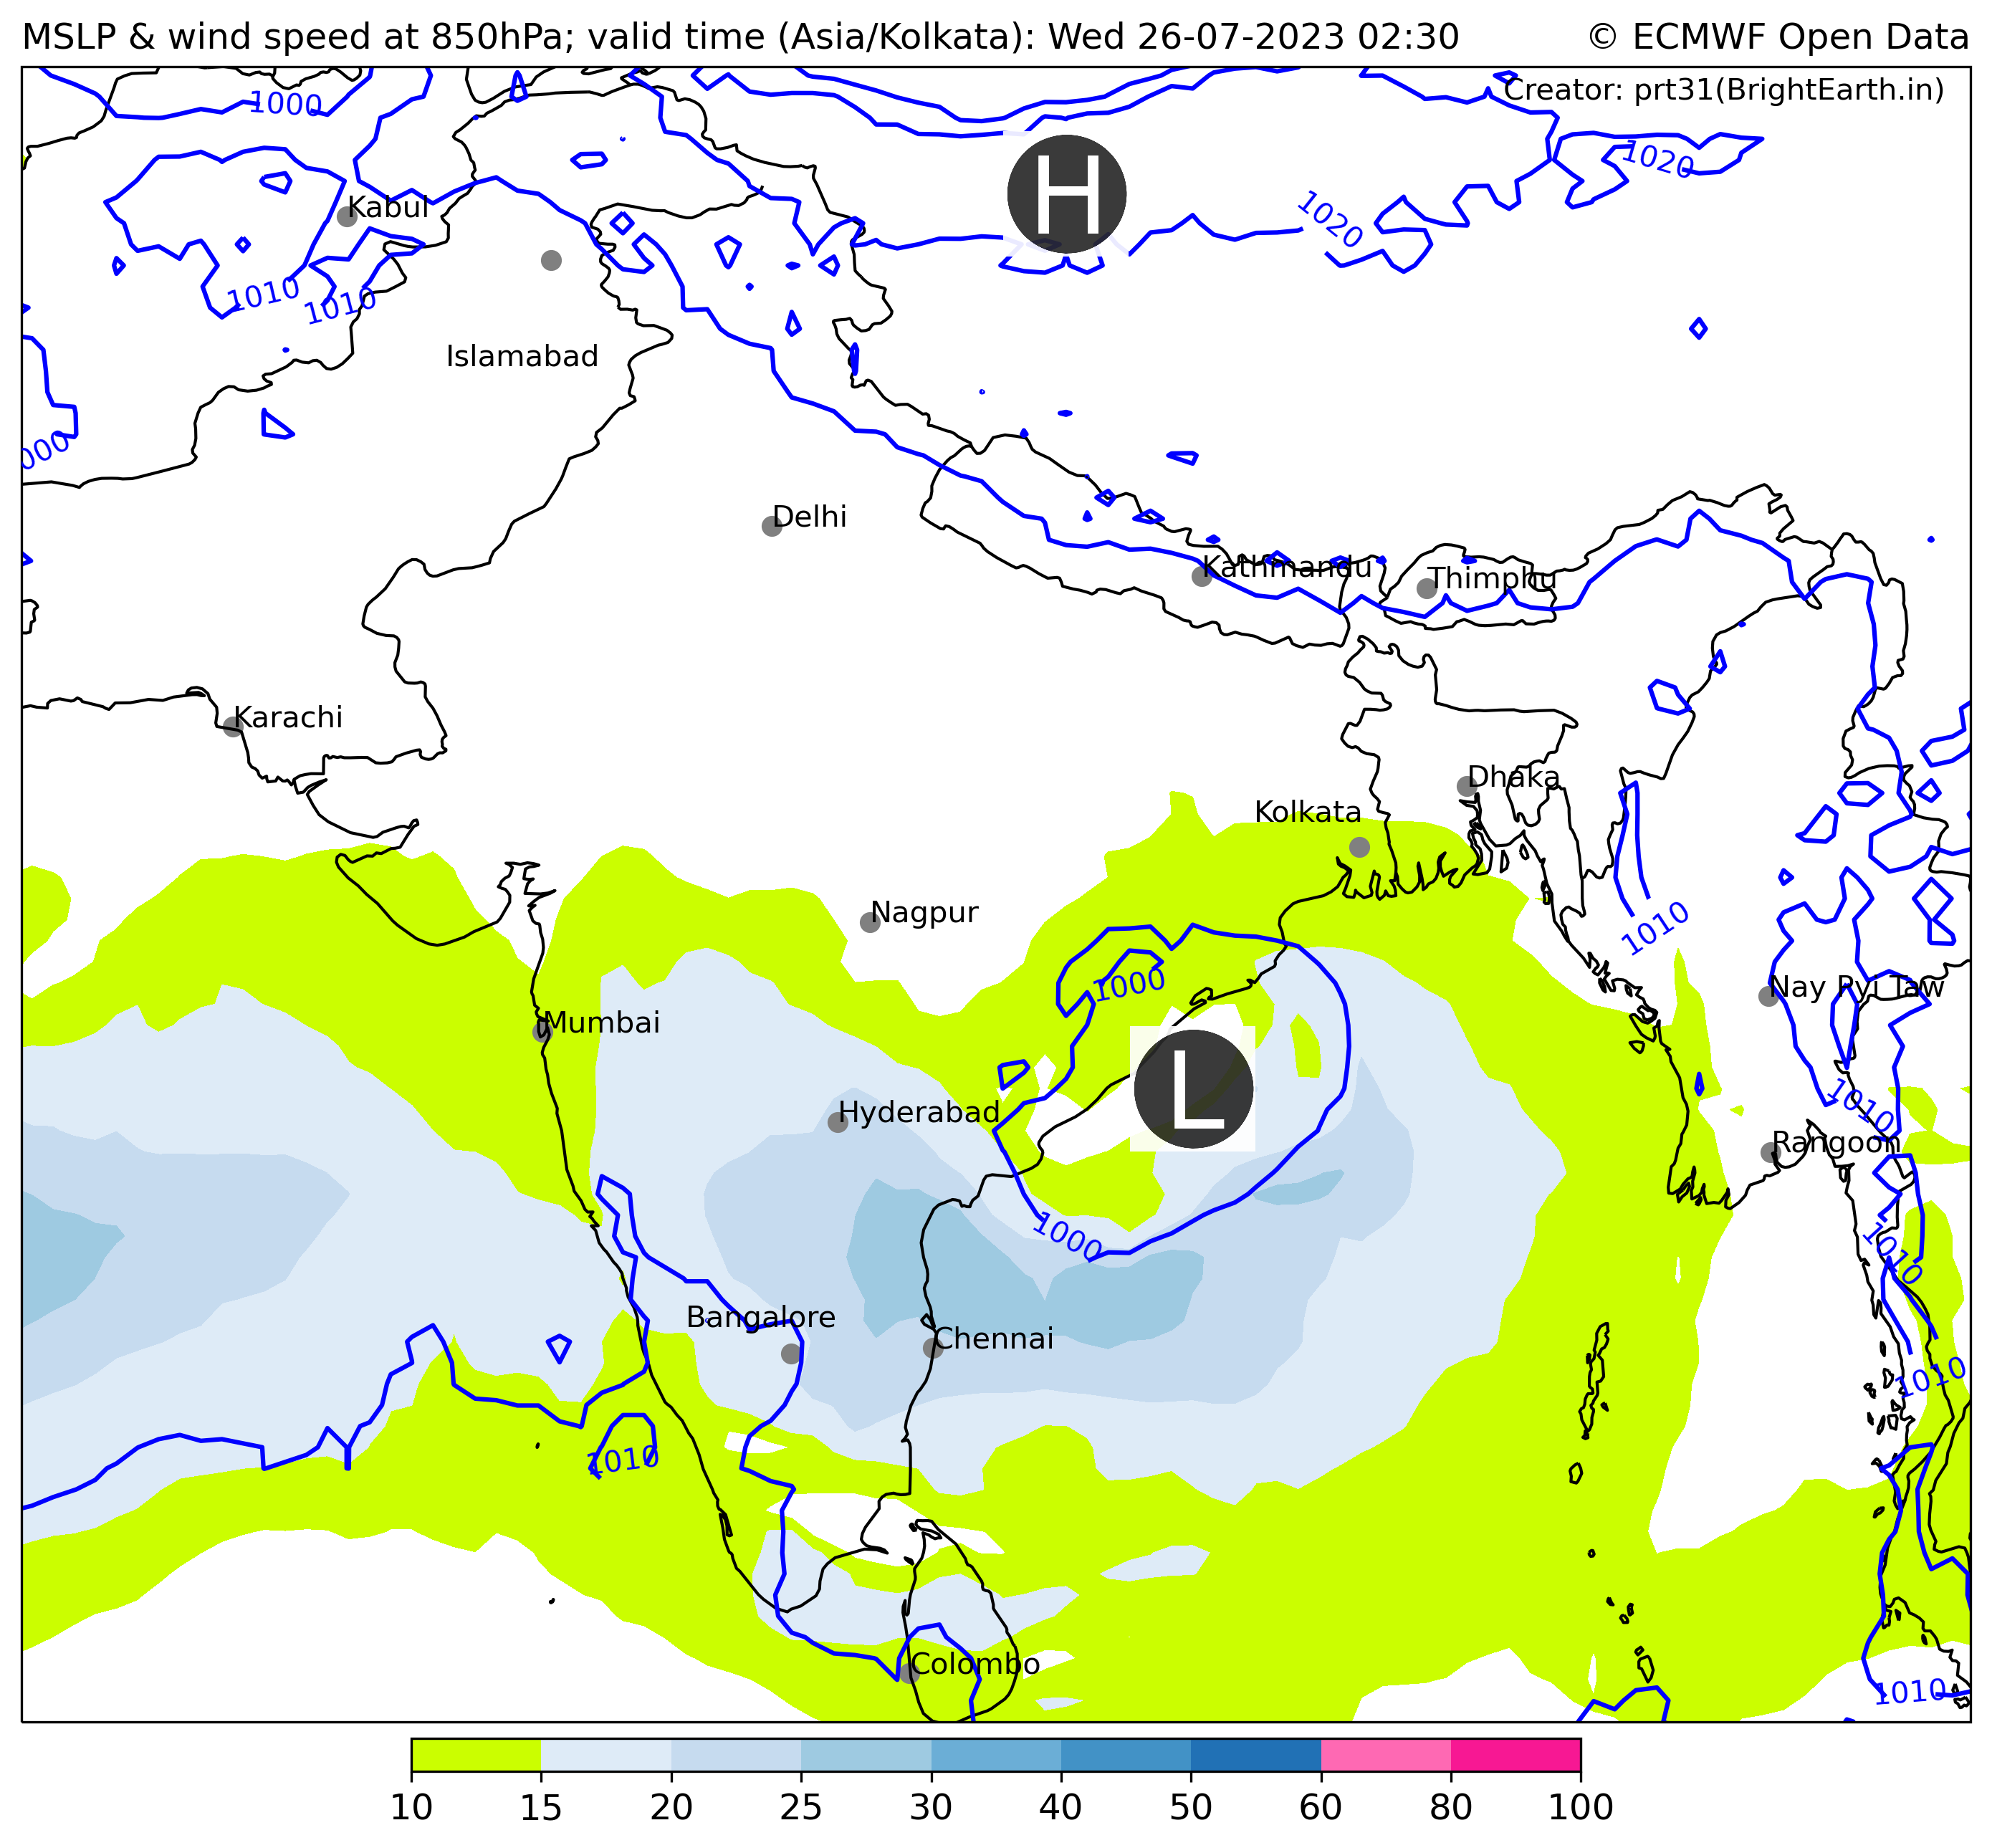 MSLP & wind speed at 850hPa; valid time (Asia/Kolkata): Wed 26-07-2023 02:30
© ECMWF Open Data
Creator: prt31(BrightEarth.in)
1000
H
1020
1020
Kabul
1010
1010
Islamabad
000
Delhi
Kathmandu
Thimphu
Karachi
Dhaka
Kolkata
Nagpur
1010
1000
Nay Pyi Taw
Mumbai
L
Hyderabad
1010
Rangoon
1000
1010
Bangalore
Chennai
1010
1010
Colombo
1010
10 15 20 25 30 40 50 60 80 100